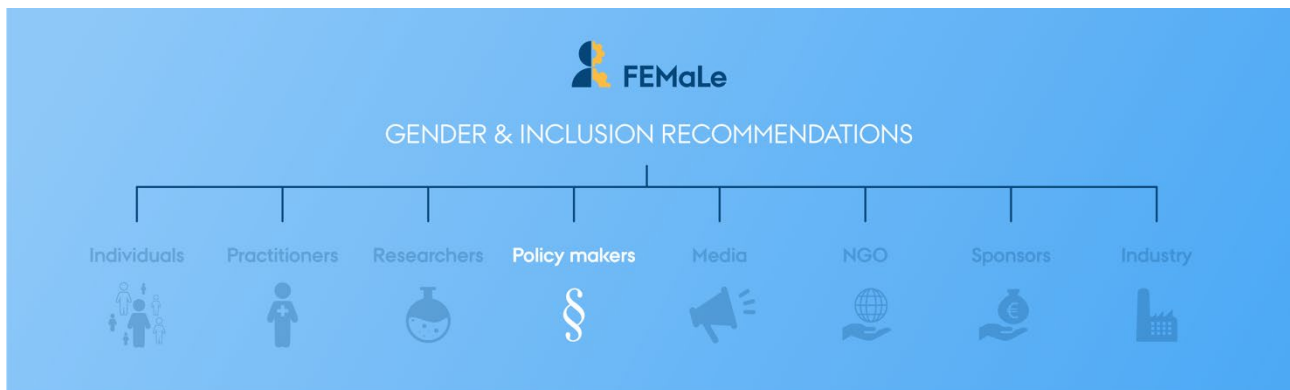 FEMaLe
GENDER & INCLUSION RECOMMENDATIONS
Individuals Practitioners Researchers Policy makers Media NGO Sponsors Industry
§
€